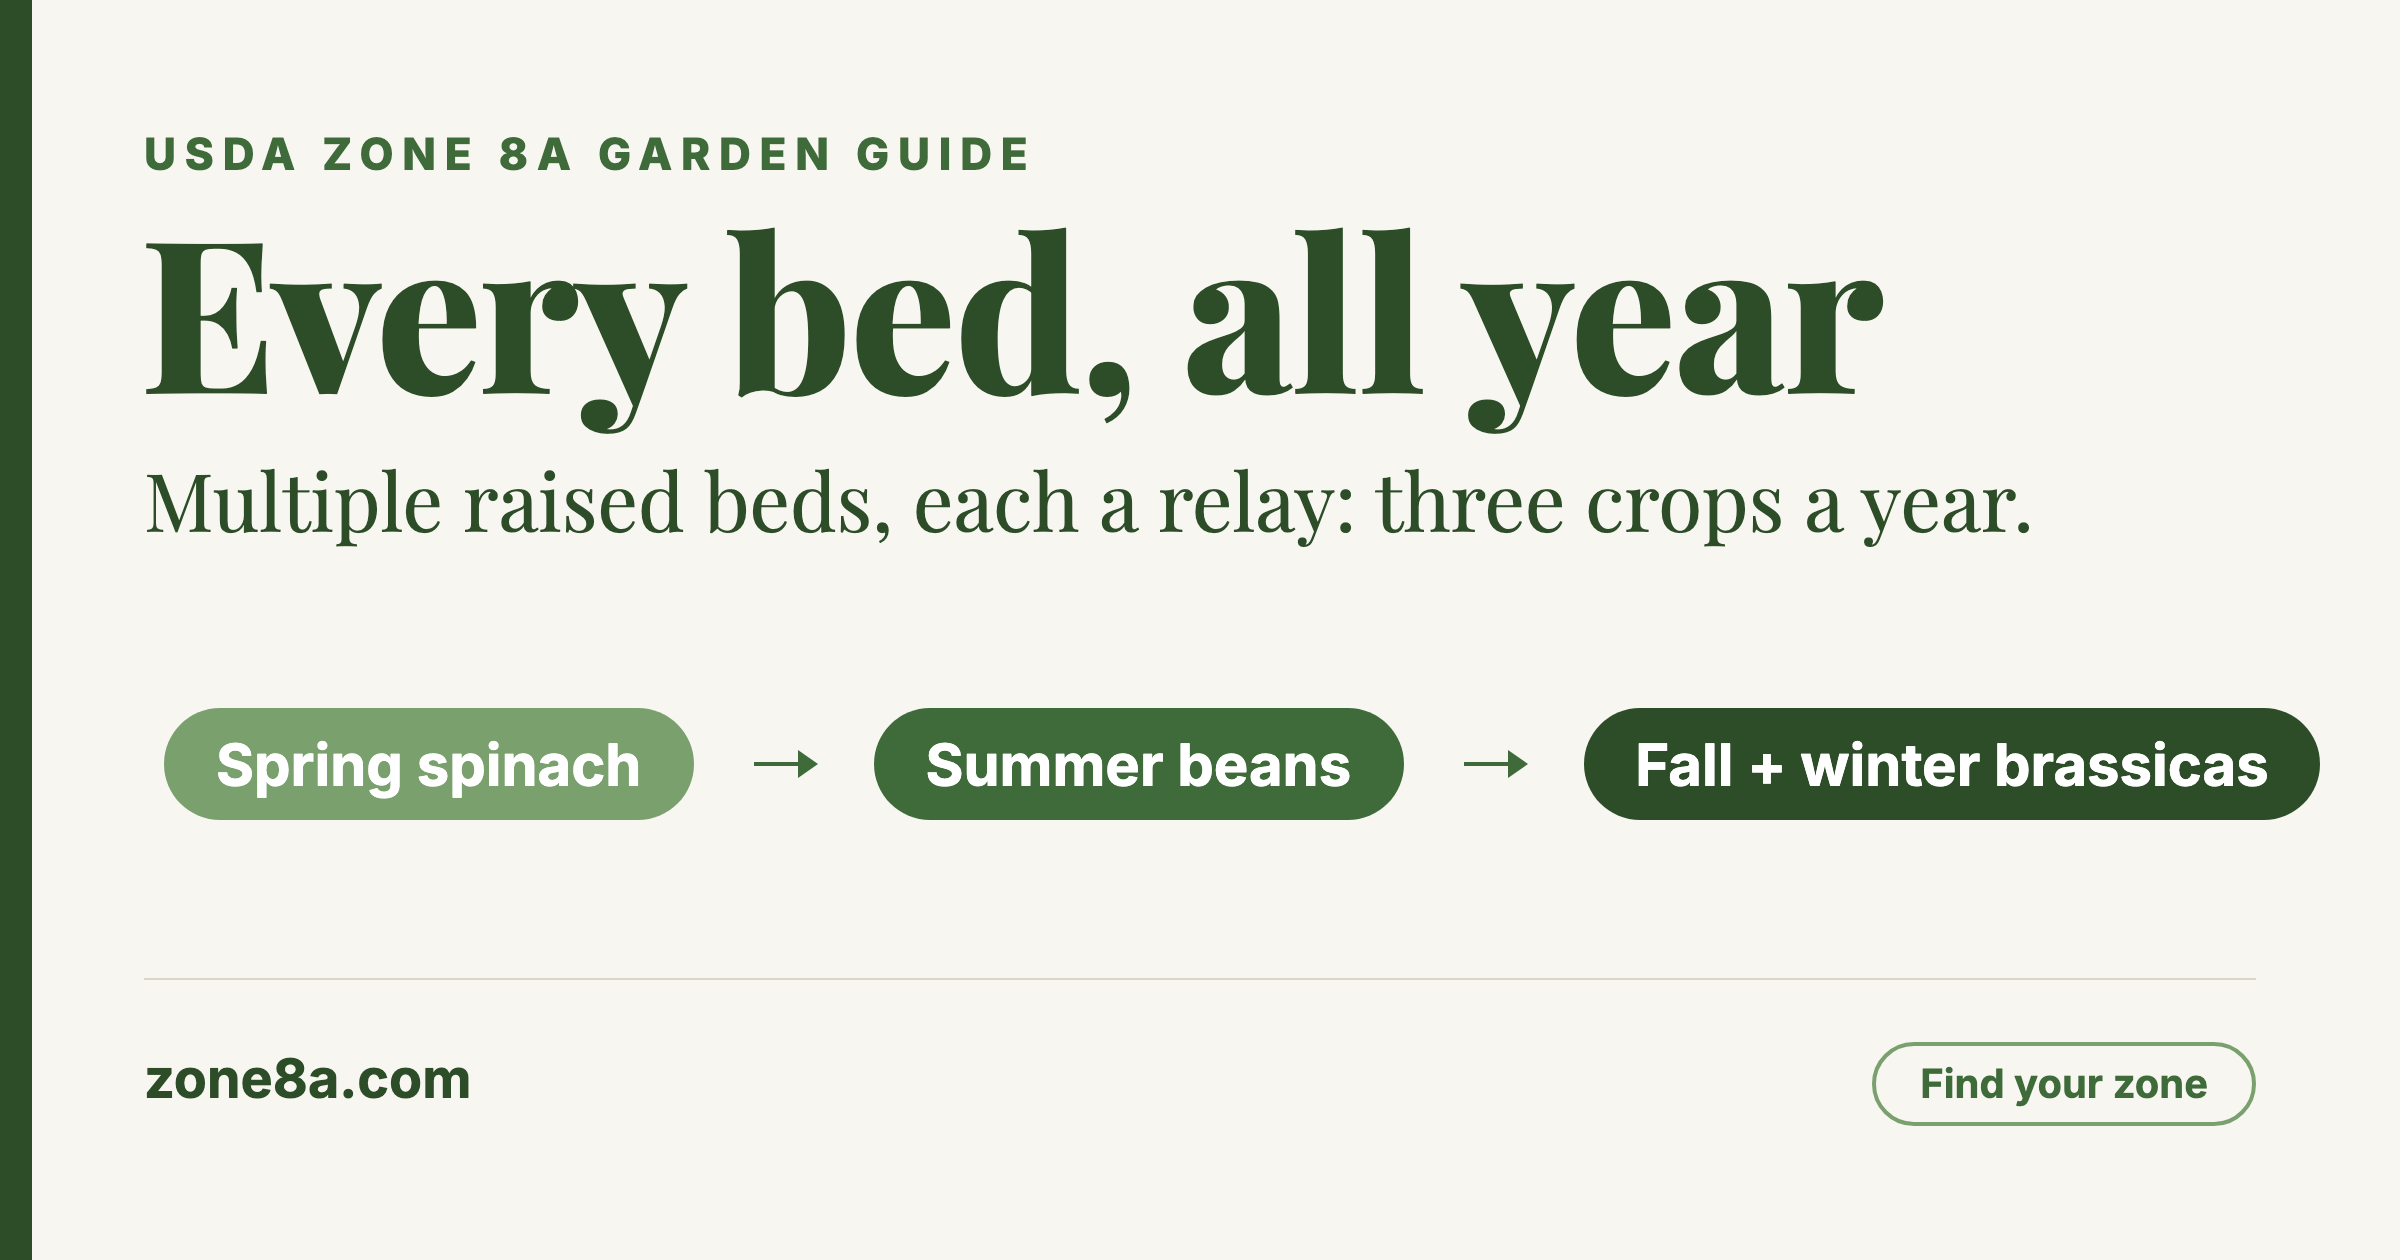 USDA ZONE 8A GARDEN GUIDE
Every bed, all year
Multiple raised beds, each a relay: three crops a year.
Spring spinach → Summer beans → Fall + winter brassicas
zone8a.com
Find your zone